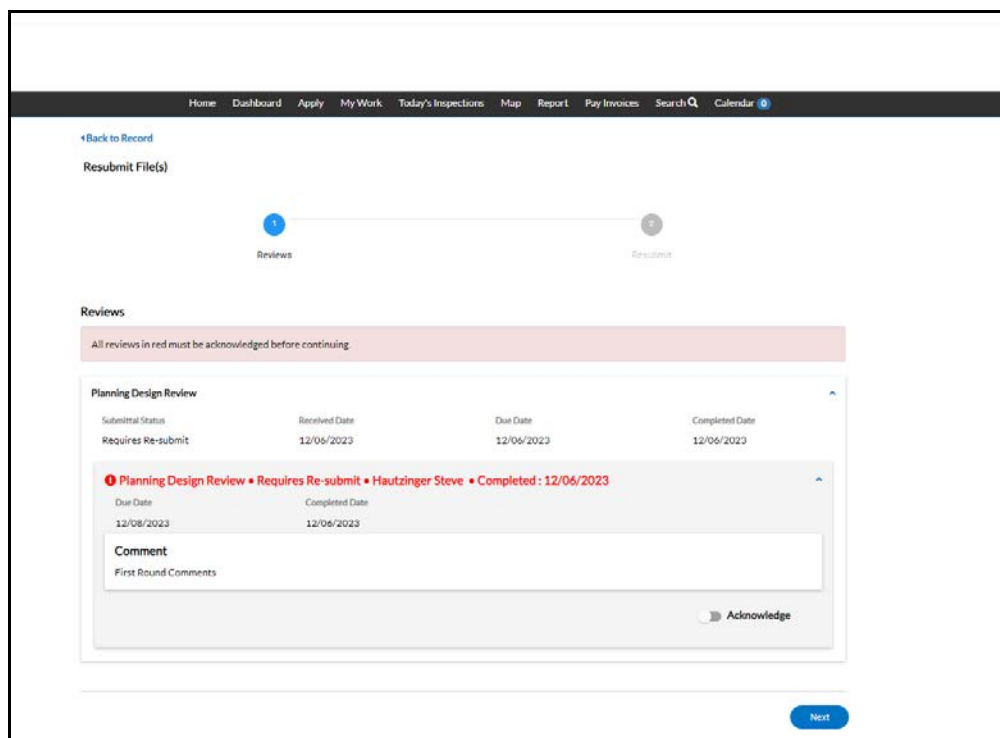 Home Dashboard Apply My Work Today's Inspections Map Report Pay Invoices Search Calendar 0
Back to Record
Resubmit File(s)
1 2
Reviews Resubmit
Reviews
All reviews in red must be acknowledged before continuing
Planning Design Review
Submittal Status Received Date Due Date Completed Date
Requires Re-submit 12/06/2023 12/06/2023 12/06/2023
Planning Design Review • Requires Re-submit • Hautzinger Steve • Completed : 12/06/2023
Due Date Completed Date
12/08/2023 12/06/2023
Comment
First Round Comments
Acknowledge
Next